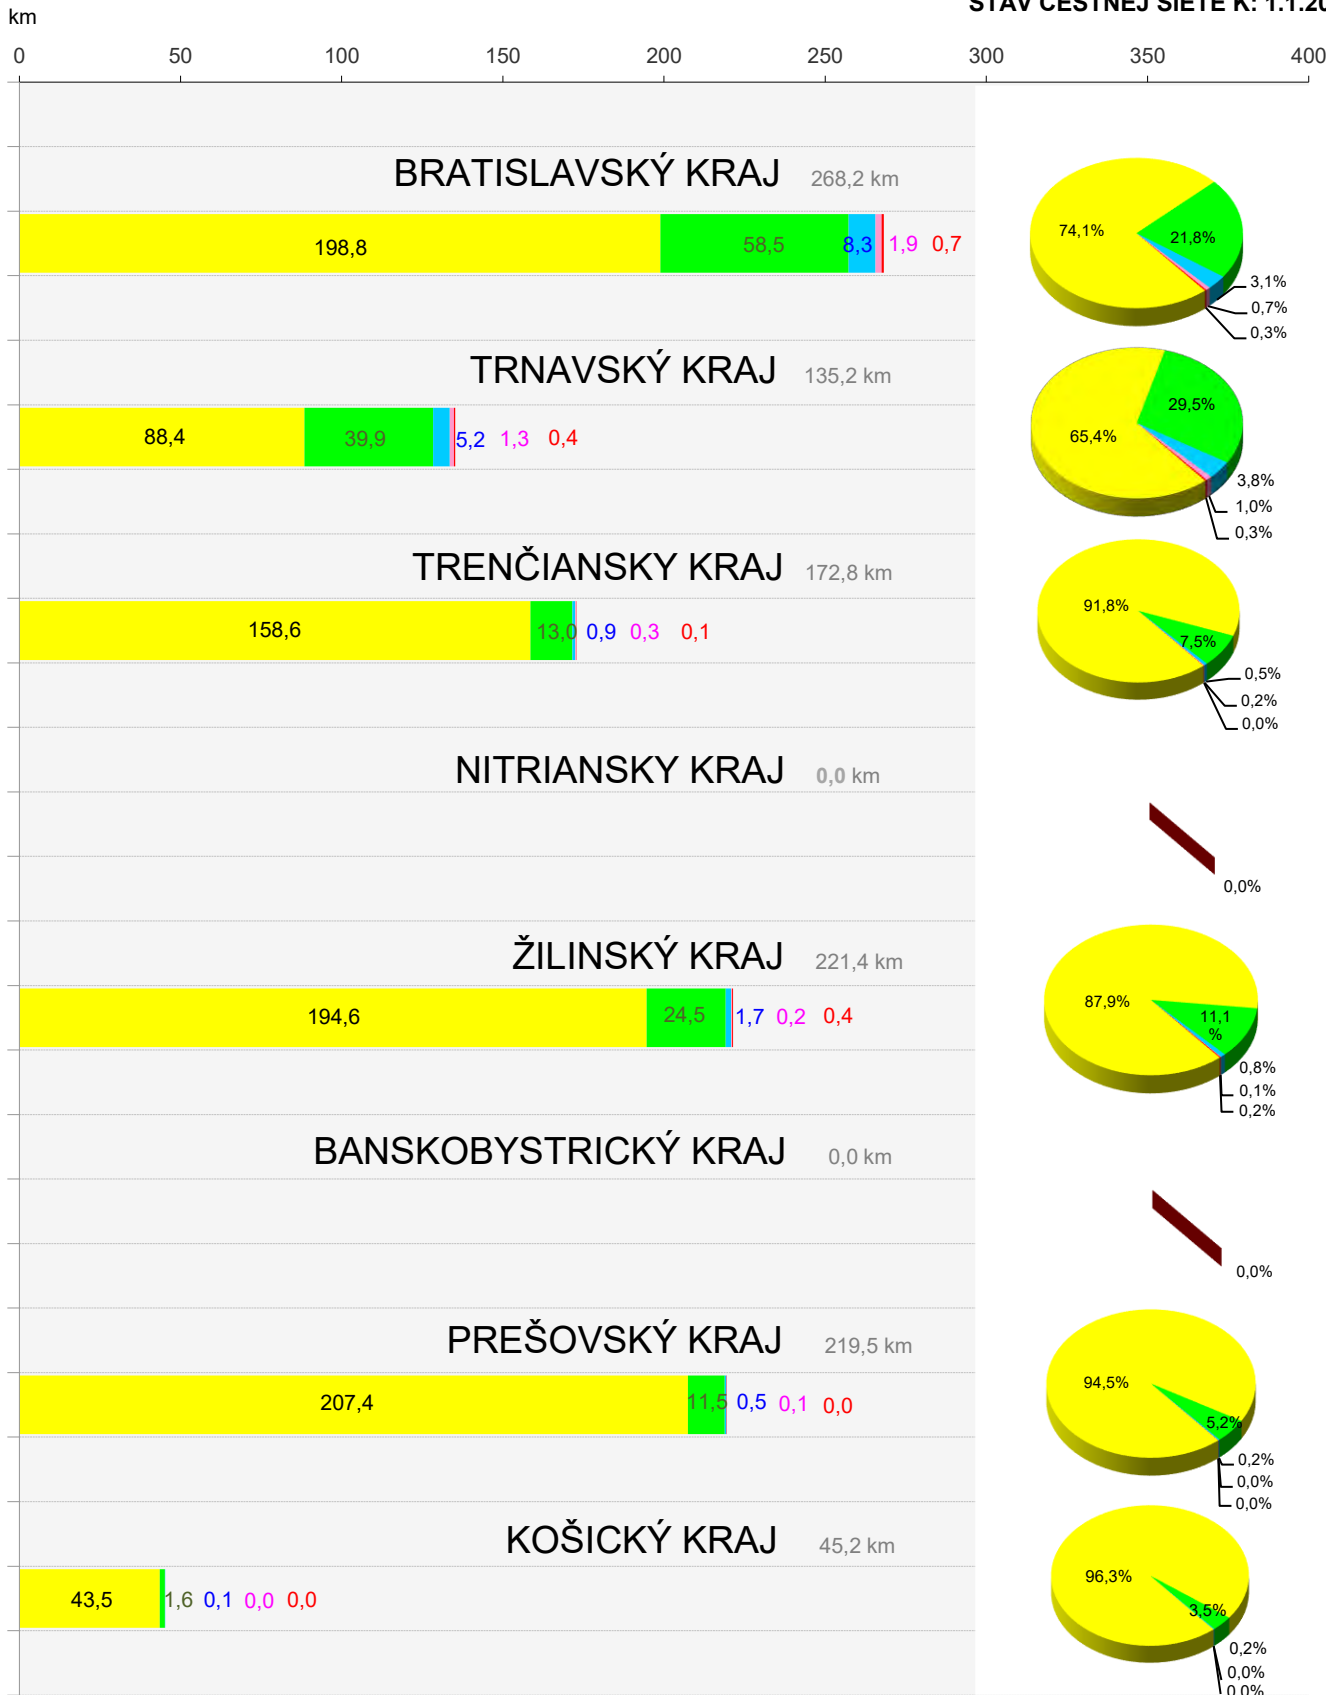 STAV CESTNEJ SIETE K: 1.1.20
km
0 50 100 150 200 250 300 350 400
BRATISLAVSKÝ KRAJ 268,2 km
198,8 58,5 8,3 1,9 0,7
74,1% 21,8%
3,1%
0,7%
0,3%
TRNAVSKÝ KRAJ 135,2 km
88,4 39,9 5,2 1,3 0,4
29,5%
65,4%
3,8%
1,0%
0,3%
TRENČIANSKY KRAJ 172,8 km
158,6 13,0 0,9 0,3 0,1
91,8%
7,5%
0,5%
0,2%
0,0%
NITRIANSKY KRAJ 0,0 km
0,0%
ŽILINSKÝ KRAJ 221,4 km
194,6 24,5 1,7 0,2 0,4
87,9%
11,1
%
0,8%
0,1%
0,2%
BANSKOBYSTRICKÝ KRAJ 0,0 km
0,0%
PREŠOVSKÝ KRAJ 219,5 km
207,4 11,5 0,5 0,1 0,0
94,5%
5,2%
0,2%
0,0%
0,0%
KOŠICKÝ KRAJ 45,2 km
43,5 1,6 0,1 0,0 0,0
96,3%
3,5%
0,2%
0,0%
0,0%